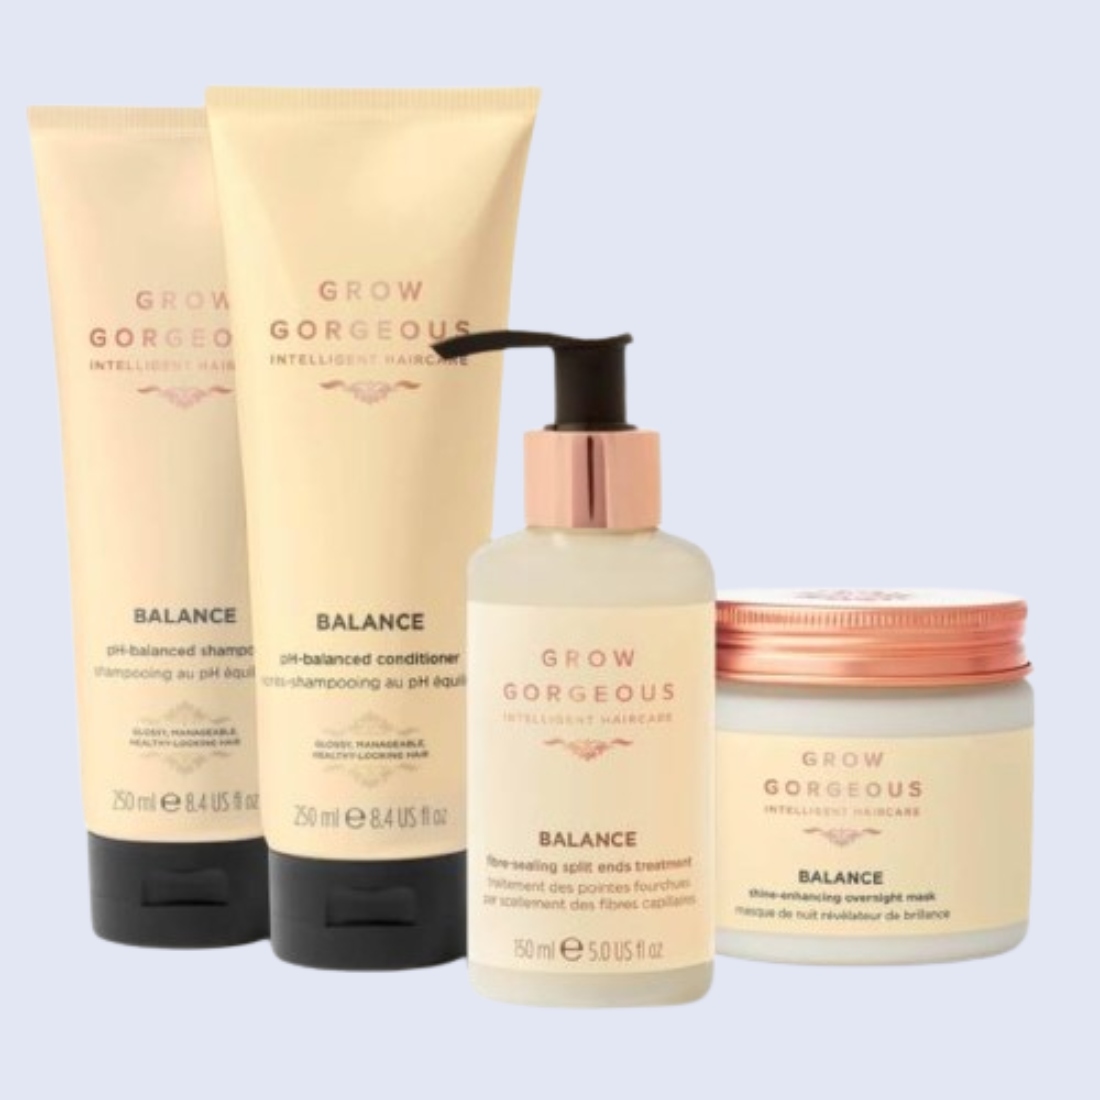 GROW
GORGEO
INTELLIGENT HAIR
BALANCE
pH-balanced shampo
shampooing au pH équil
GLOSSY, MANAGEABLE,
HEALTHY-LOOKING HAIR
250 ml e 8.4 US fl oz
GROW
GORGEOUS
INTELLIGENT HAIRCARE
BALANCE
pH-balanced conditioner
près-shampooing au pH équili
GLOSSY, MANAGEABLE,
HEALTHY-LOOKING HAIR
250 ml e 8.4 US fl oz
GROW
GORGEOUS
INTELLIGENT HAIRCARE
BALANCE
fibre-sealing split ends treatment
traitement des pointes fourchues
par scellement des fibres capillaires
150 ml e 5.0 US fl oz
GROW
GORGEOUS
INTELLIGENT HAIRCARE
BALANCE
shine-enhancing overnight mask
masque de nuit révélateur de brillance